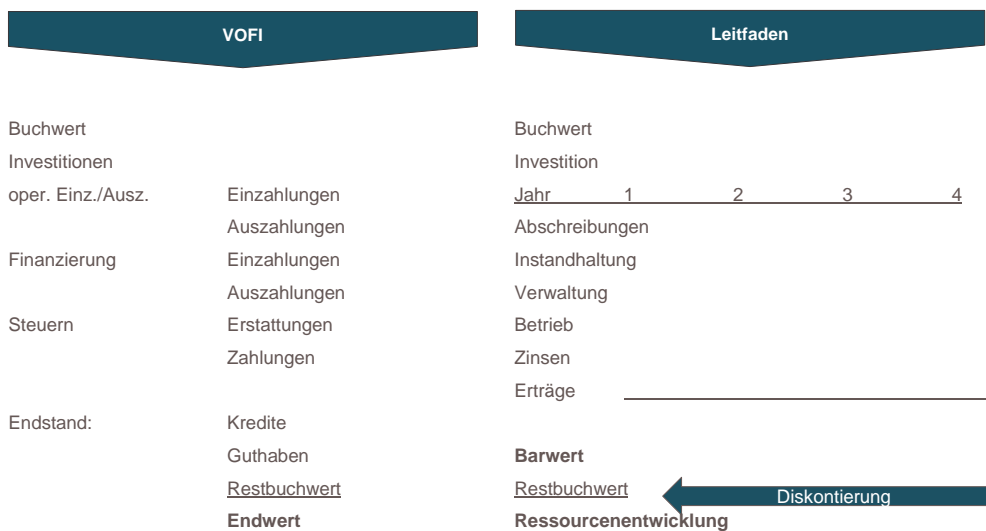 VOFI
Buchwert
Investitionen
oper. Einz./Ausz. Einzahlungen
Auszahlungen
Finanzierung Einzahlungen
Auszahlungen
Steuern Erstattungen
Zahlungen
Endstand: Kredite
Guthaben
Restbuchwert
Endwert
Leitfaden
Buchwert
Investition
Jahr 1 2 3 4
Abschreibungen
Instandhaltung
Verwaltung
Betrieb
Zinsen
Erträge
Barwert
Restbuchwert Diskontierung
Ressourcenentwicklung